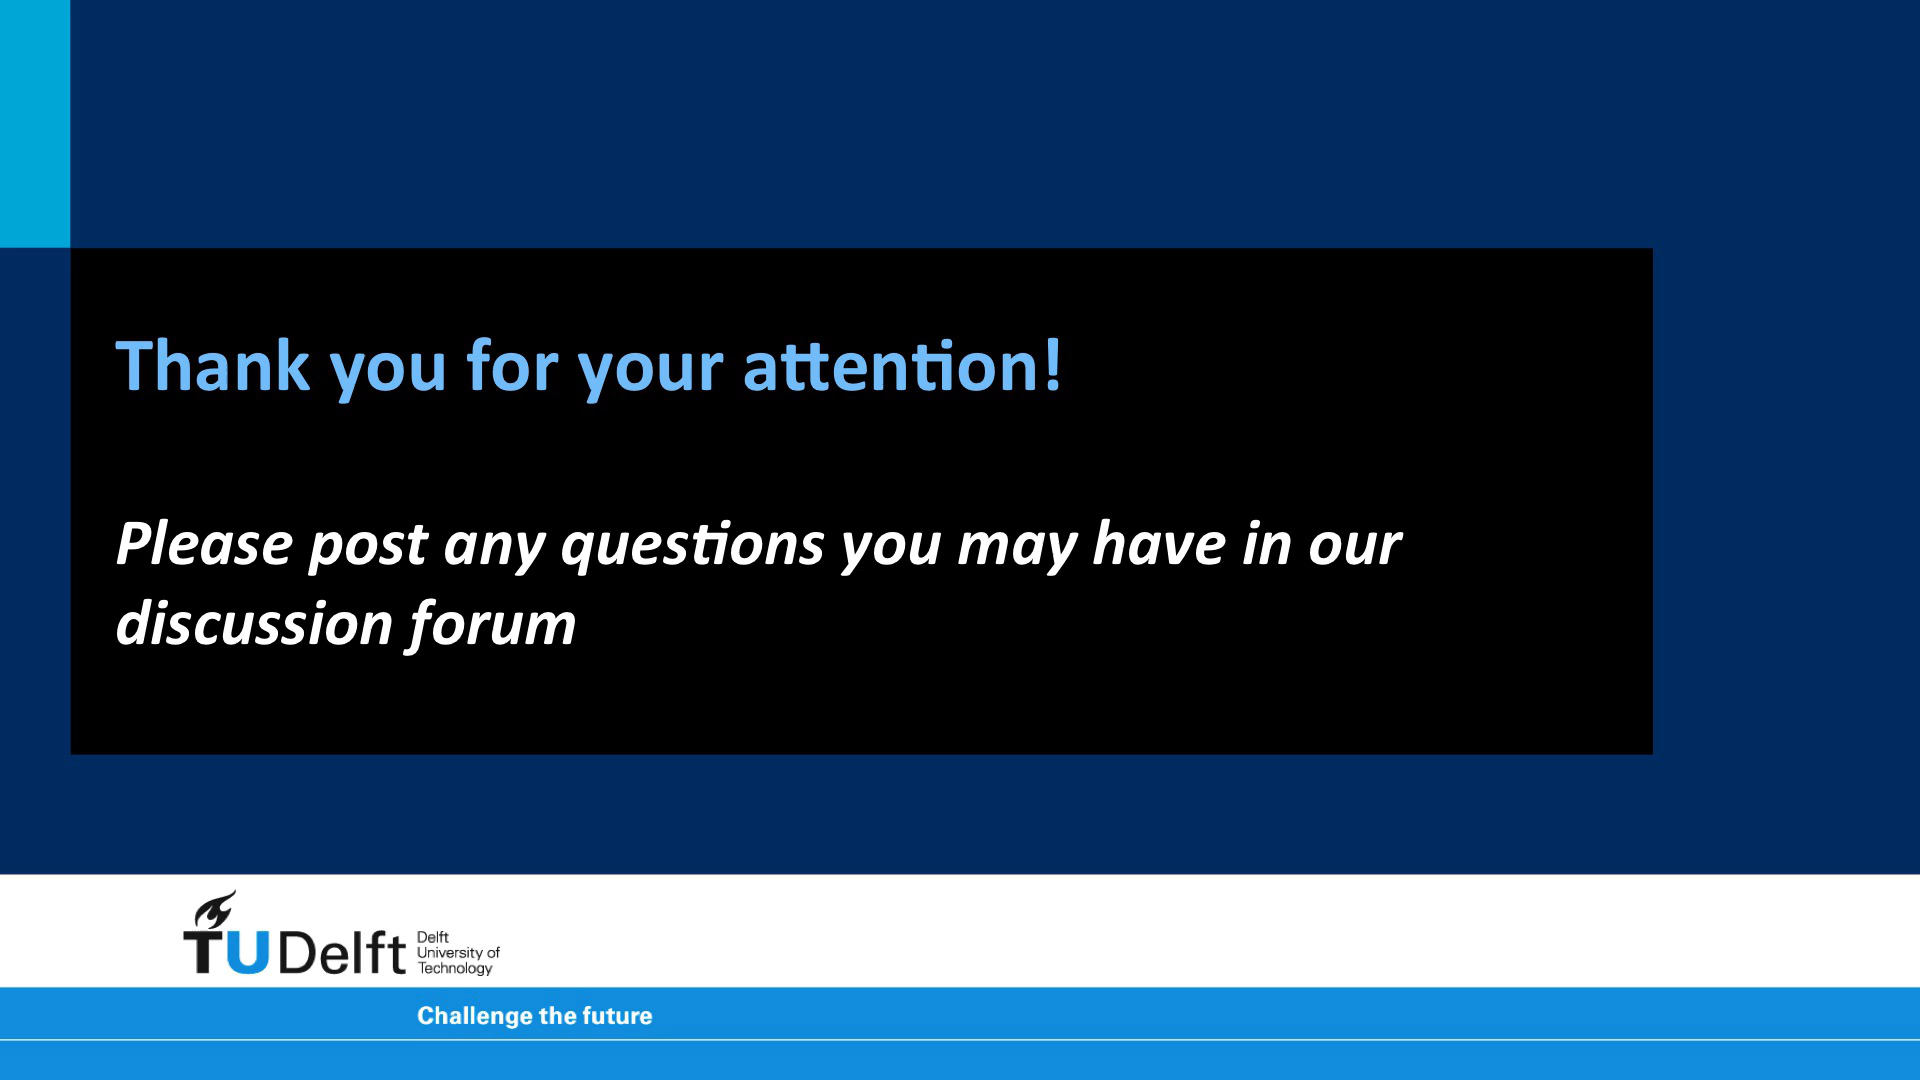 Thank you for your attention!
Please post any questions you may have in our
discussion forum
TUDelft
Delft
University of
Technology
Challenge the future